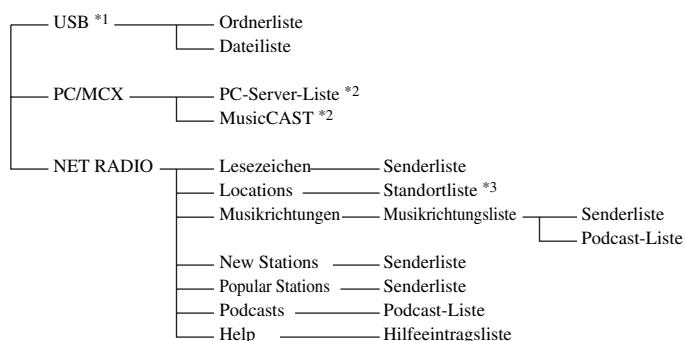 USB *1 Ordnerliste
Dateiliste
PC/MCX PC-Server-Liste *2
MusicCAST *2
NET RADIO Lesezeichen Senderliste
Locations Standortliste *3
Musikrichtungen Musikrichtungsliste Senderliste
Podcast-Liste
New Stations Senderliste
Popular Stations Senderliste
Podcasts Podcast-Liste
Help Hilfeeintragsliste